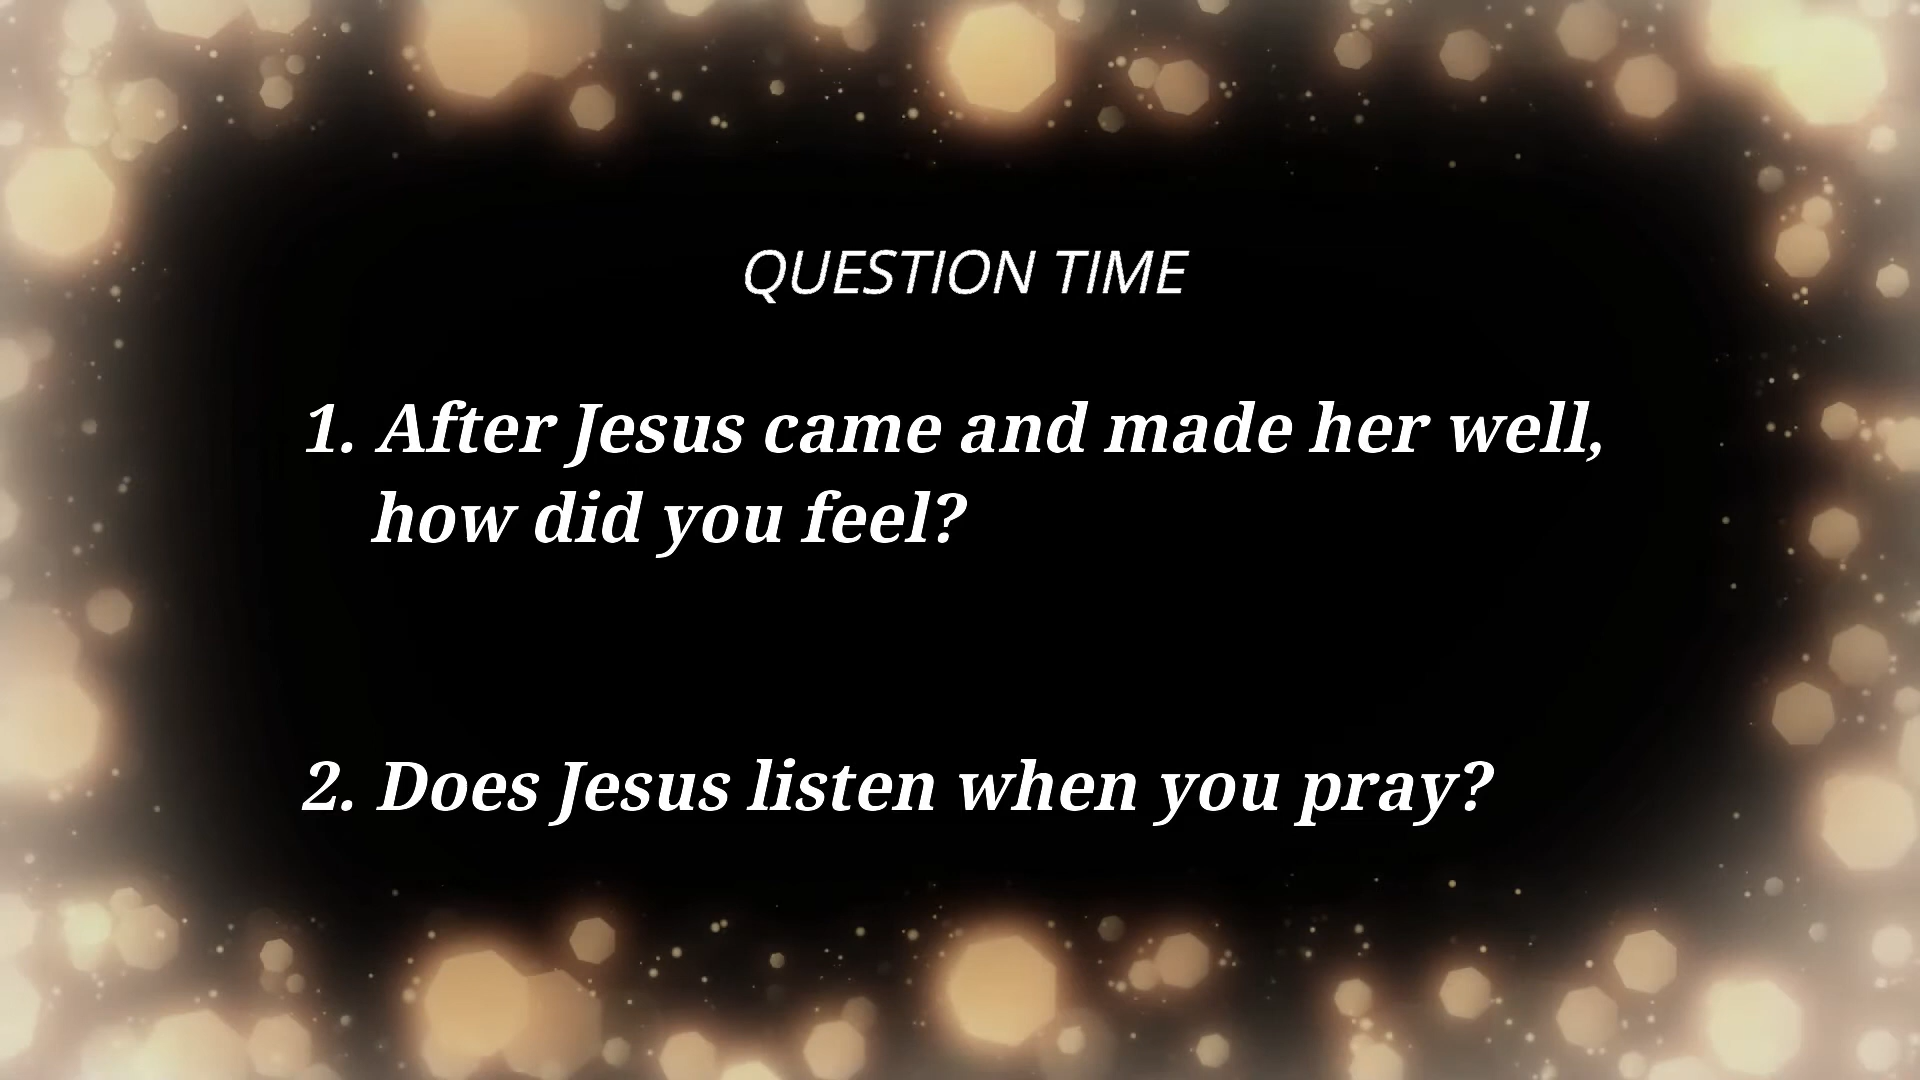 QUESTION TIME
1. After Jesus came and made her well,
how did you feel?
2. Does Jesus listen when you pray?